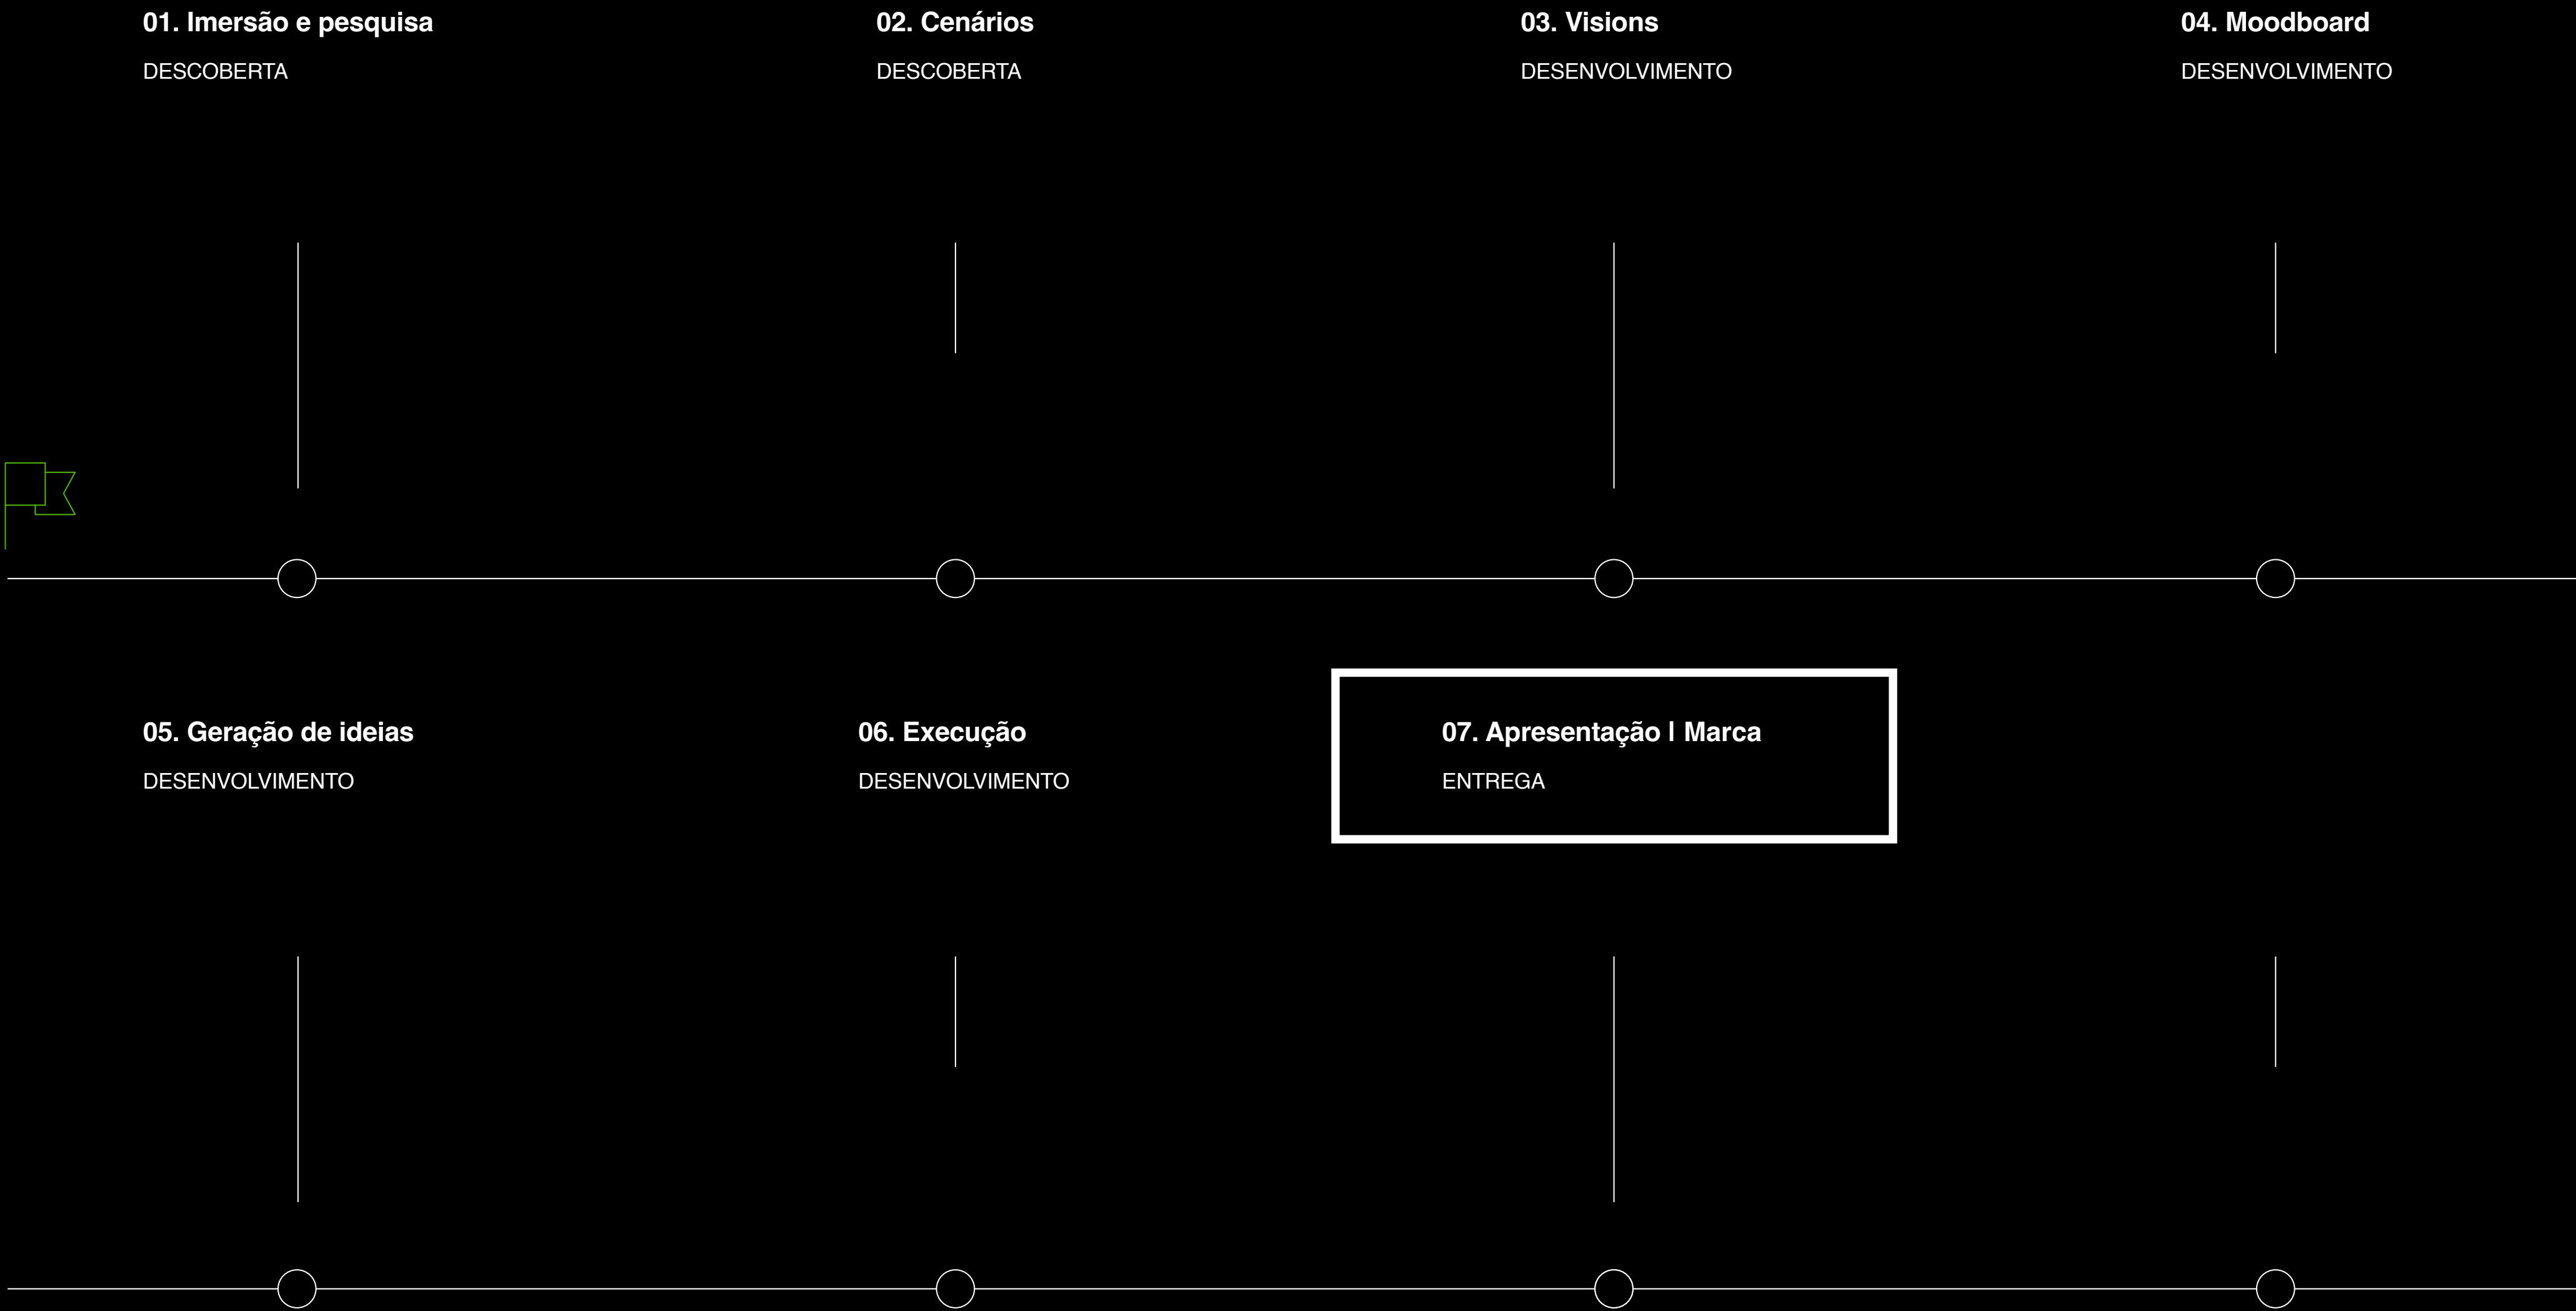 01. Imersão e pesquisa
DESCOBERTA
02. Cenários
DESCOBERTA
03. Visions
DESENVOLVIMENTO
04. Moodboard
DESENVOLVIMENTO
05. Geração de ideias
DESENVOLVIMENTO
06. Execução
DESENVOLVIMENTO
07. Apresentação | Marca
ENTREGA